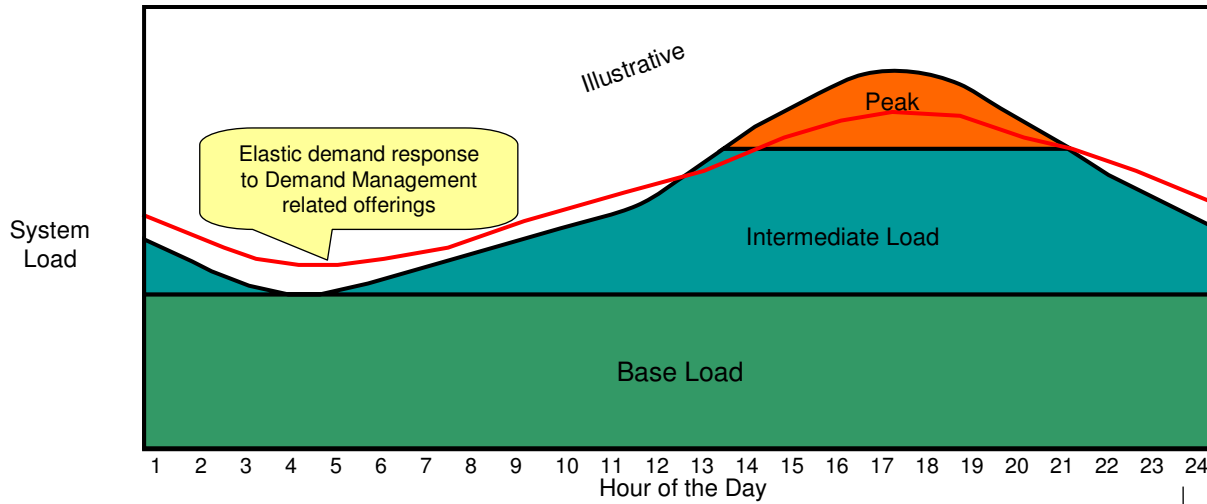 Illustrative
Peak
Elastic demand response
to Demand Management
related offerings
System
Load
Intermediate Load
Base Load
1 2 3 4 5 6 7 8 9 10 11 12 13 14 15 16 17 18 19 20 21 22 23 24
Hour of the Day